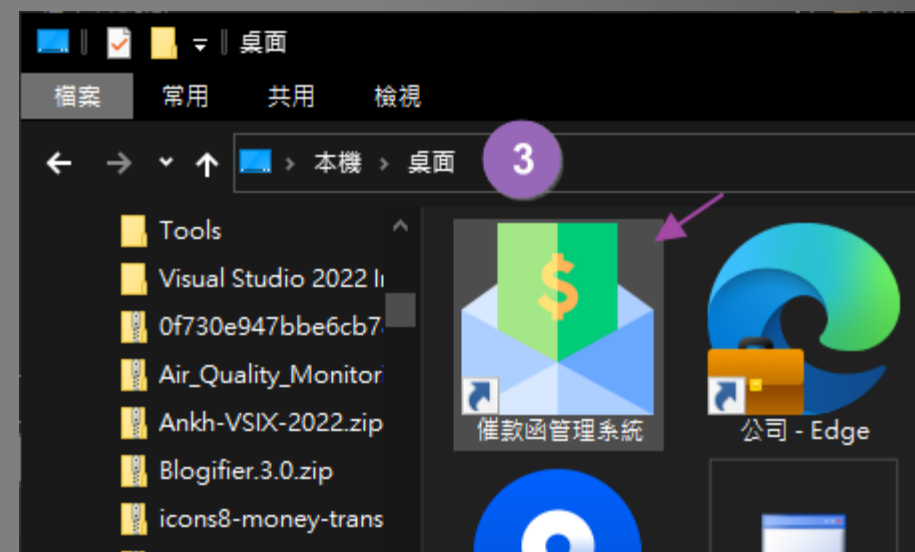 桌面
檔案 常用 共用 檢視
本機 桌面 3
Tools
Visual Studio 2022 I
0f730e947bbe6cb7
Air_Quality_Monitor
Ankh-VSIX-2022.zip
Blogifier.3.0.zip
icons8-money-trans
$
催款函管理系統
公司 - Edge